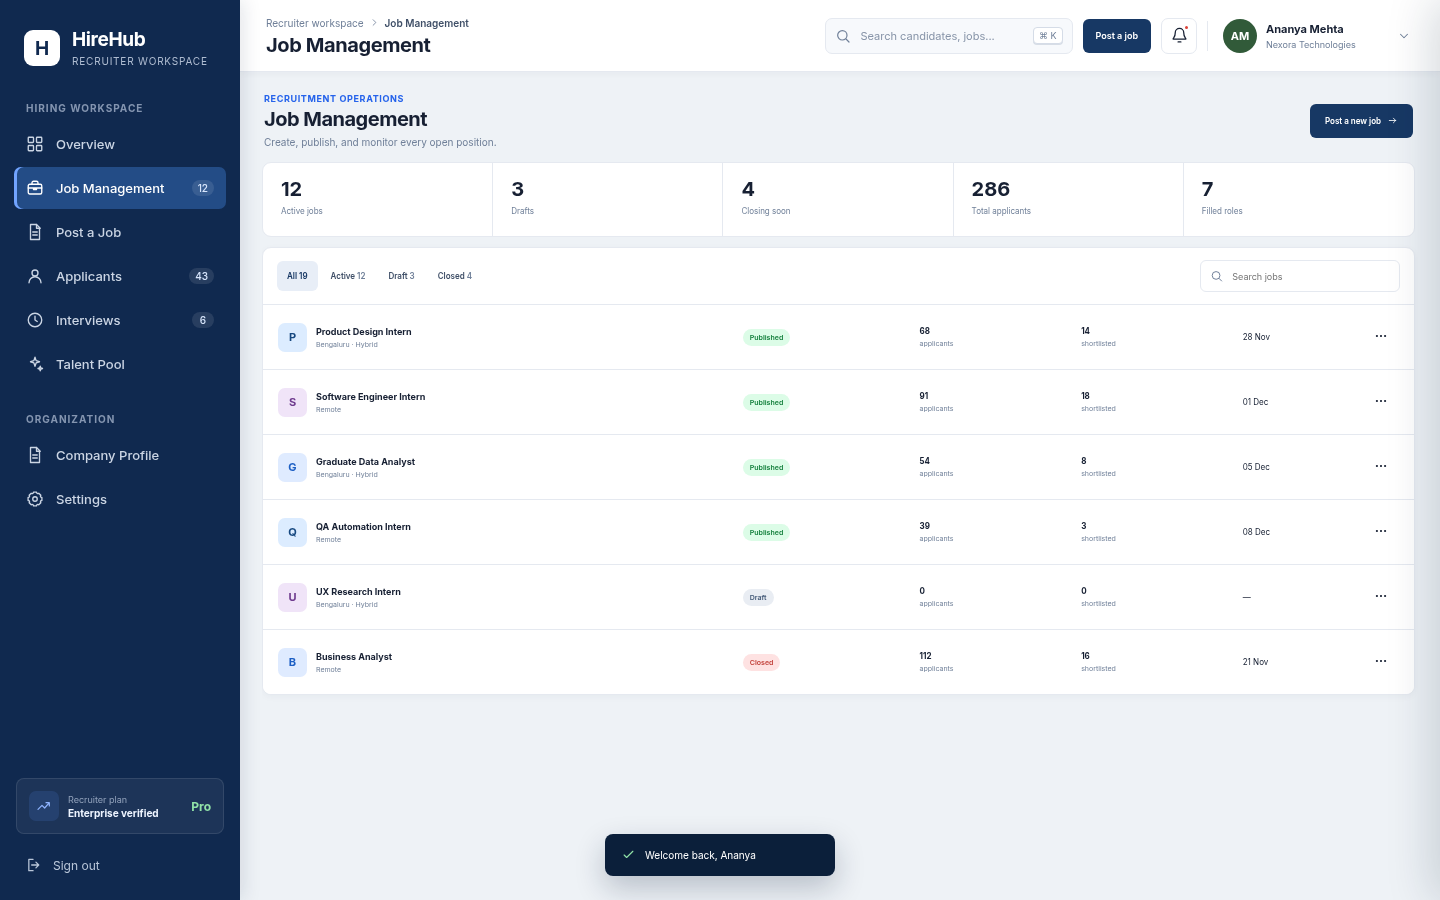 H
HireHub
RECRUITER WORKSPACE
HIRING WORKSPACE
Overview
Job Management 12
Post a Job
Applicants 43
Interviews 6
Talent Pool
ORGANIZATION
Company Profile
Settings
Recruiter plan
Enterprise verified
Pro
Sign out
Recruiter workspace Job Management
Job Management
Search candidates, jobs...
⌘ K
Post a job
AM
Ananya Mehta
Nexora Technologies
RECRUITMENT OPERATIONS
Job Management
Create, publish, and monitor every open position.
Post a new job →
12
Active jobs
3
Drafts
4
Closing soon
286
Total applicants
7
Filled roles
All 19 Active 12 Draft 3 Closed 4
Search jobs
P
Product Design Intern
Bengaluru · Hybrid
Published
68
applicants
14
shortlisted
28 Nov
S
Software Engineer Intern
Remote
Published
91
applicants
18
shortlisted
01 Dec
G
Graduate Data Analyst
Bengaluru · Hybrid
Published
54
applicants
8
shortlisted
05 Dec
Q
QA Automation Intern
Remote
Published
39
applicants
3
shortlisted
08 Dec
U
UX Research Intern
Bengaluru · Hybrid
Draft
0
applicants
0
shortlisted
—
B
Business Analyst
Remote
Closed
112
applicants
16
shortlisted
21 Nov
Welcome back, Ananya